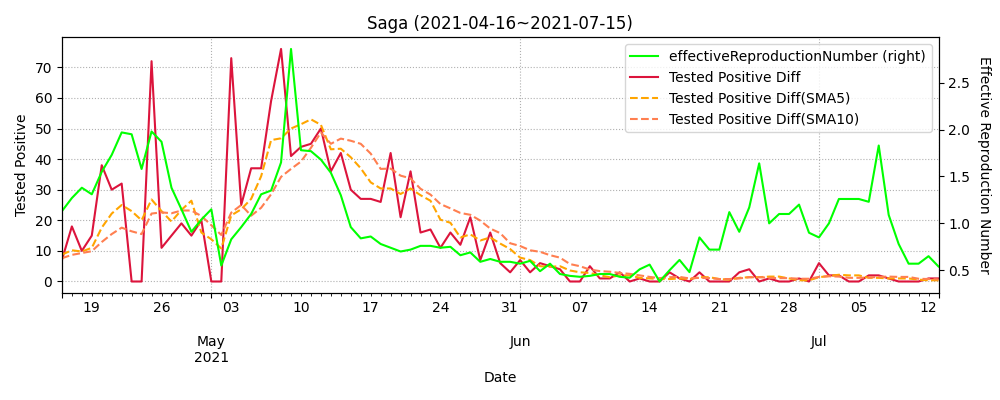 Saga (2021-04-16~2021-07-15)
effectiveReproductionNumber (right)
Tested Positive Diff
Tested Positive Diff(SMA5)
Tested Positive Diff(SMA10)
Tested Positive
70
60
50
40
30
20
10
0
2.5
2.0
1.5
1.0
0.5
Effective Reproduction Number
19 26 03 10 17 24 31 07 14 21 28 05 12
May Jun Jul
2021
Date